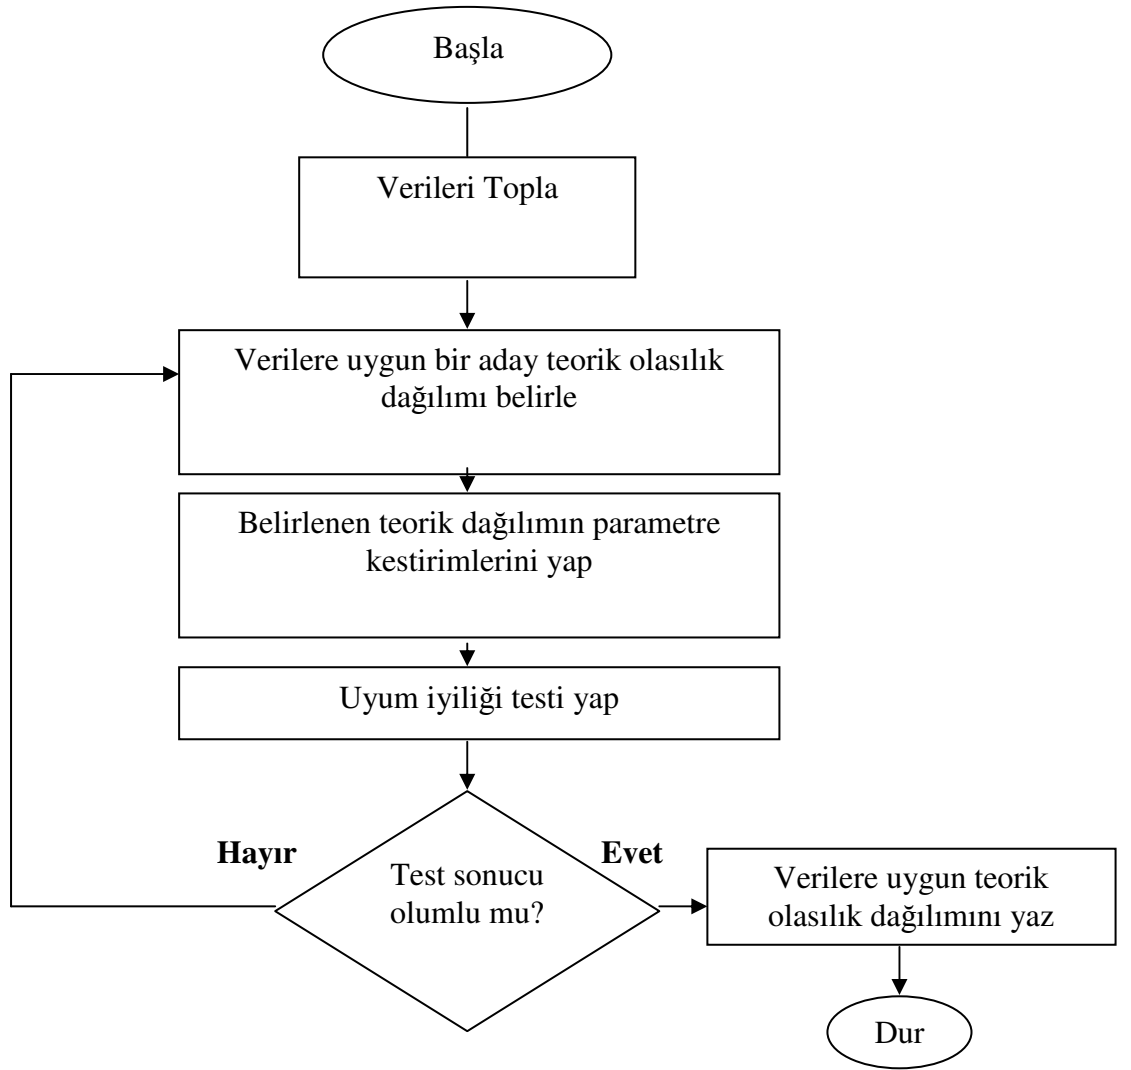 Başla
Verileri Topla
Verilere uygun bir aday teorik olasılık
dağılımı belirle
Belirlenen teorik dağılımın parametre
kestirimlerini yap
Uyum iyiliği testi yap
Hayır
Evet
Test sonucu
olumlu mu?
Verilere uygun teorik
olasılık dağılımını yaz
Dur